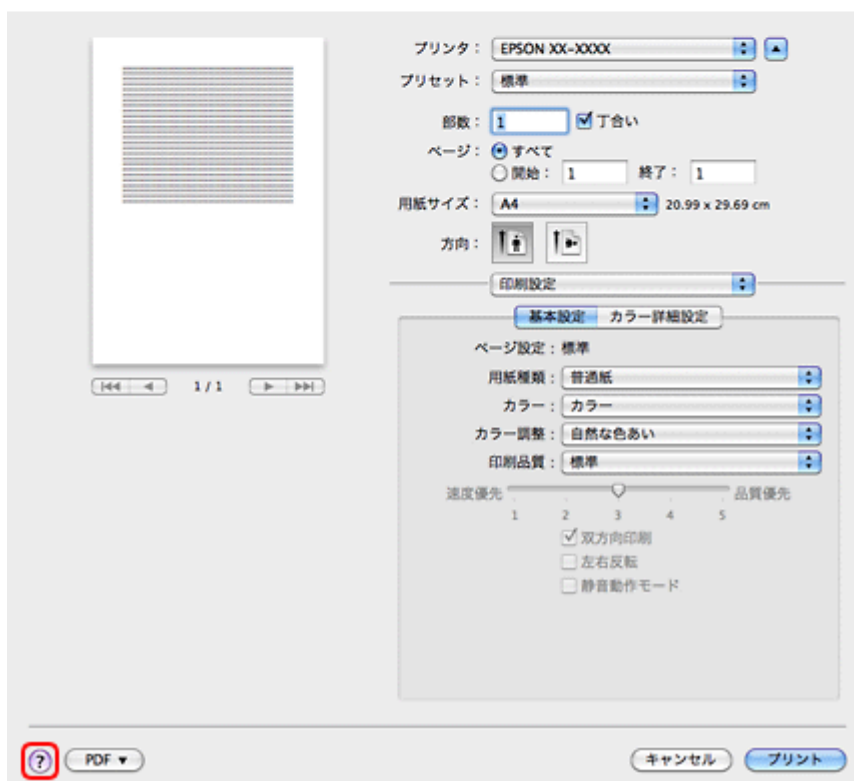 プリンタ： EPSON XX-XXXX
プリセット： 標準
部数： 1 丁合い
ページ： すべて
開始： 1 終了： 1
用紙サイズ： A4 20.99 x 29.69 cm
方向：
印刷設定
基本設定 カラー詳細設定
ページ設定： 標準
用紙種類： 普通紙
カラー： カラー
カラー調整： 自然な色あい
印刷品質： 標準
速度優先 品質優先
1 2 3 4 5
双方向印刷
左右反転
静音動作モード
1 / 1
? PDF ▼ キャンセル プリント